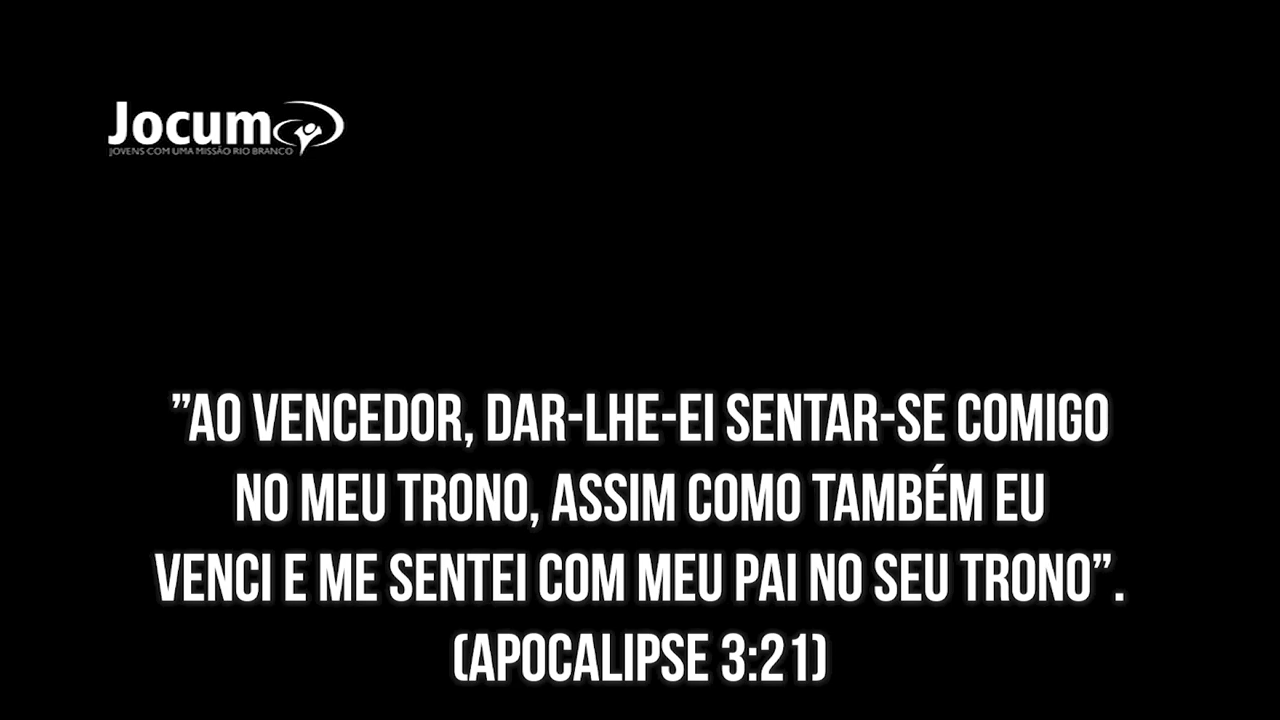 Jocum
JOVENS COM UMA MISSÃO RIO BRANCO
”AO VENCEDOR, DAR-LHE-EI SENTAR-SE COMIGO
NO MEU TRONO, ASSIM COMO TAMBÉM EU
VENCI E ME SENTEI COM MEU PAI NO SEU TRONO”.
(APOCALIPSE 3:21)